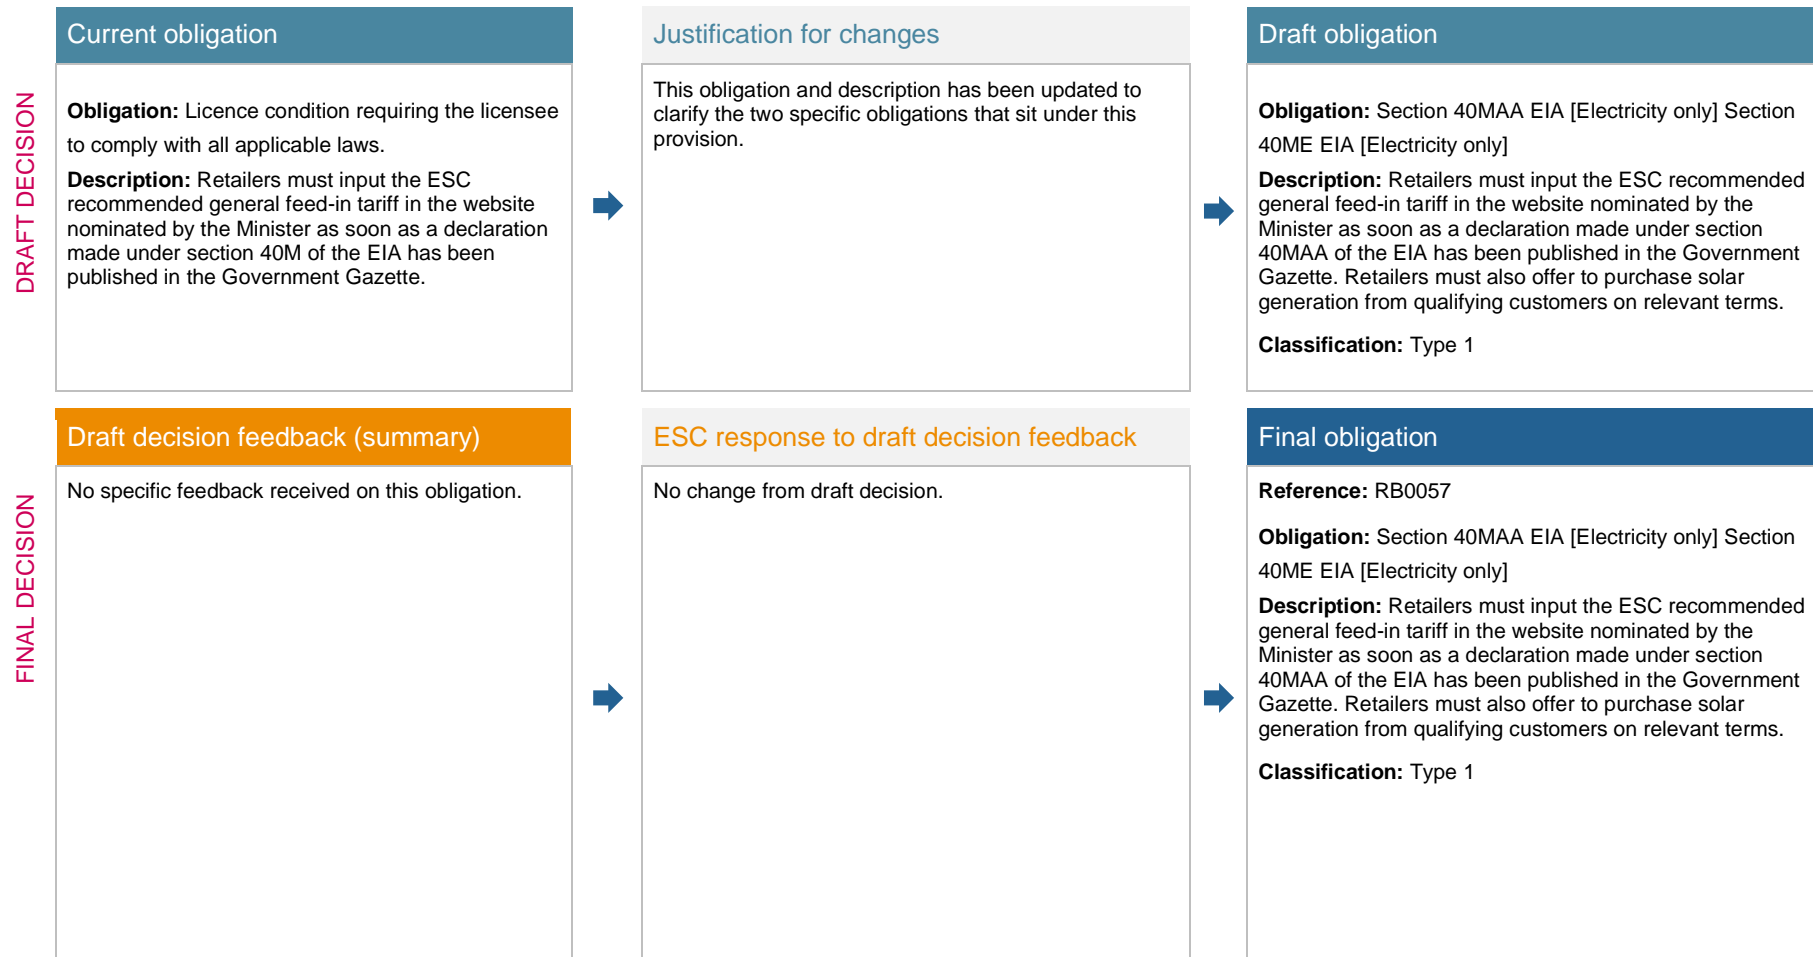 DRAFT DECISION
Current obligation
Obligation: Licence condition requiring the licensee
to comply with all applicable laws.
Description: Retailers must input the ESC
recommended general feed-in tariff in the website
nominated by the Minister as soon as a declaration
made under section 40M of the EIA has been
published in the Government Gazette.
Justification for changes
This obligation and description has been updated to
clarify the two specific obligations that sit under this
provision.
Draft obligation
Obligation: Section 40MAA EIA [Electricity only] Section
40ME EIA [Electricity only]
Description: Retailers must input the ESC recommended
general feed-in tariff in the website nominated by the
Minister as soon as a declaration made under section
40MAA of the EIA has been published in the Government
Gazette. Retailers must also offer to purchase solar
generation from qualifying customers on relevant terms.
Classification: Type 1
FINAL DECISION
Draft decision feedback (summary)
No specific feedback received on this obligation.
ESC response to draft decision feedback
No change from draft decision.
Final obligation
Reference: RB0057
Obligation: Section 40MAA EIA [Electricity only] Section
40ME EIA [Electricity only]
Description: Retailers must input the ESC recommended
general feed-in tariff in the website nominated by the
Minister as soon as a declaration made under section
40MAA of the EIA has been published in the Government
Gazette. Retailers must also offer to purchase solar
generation from qualifying customers on relevant terms.
Classification: Type 1